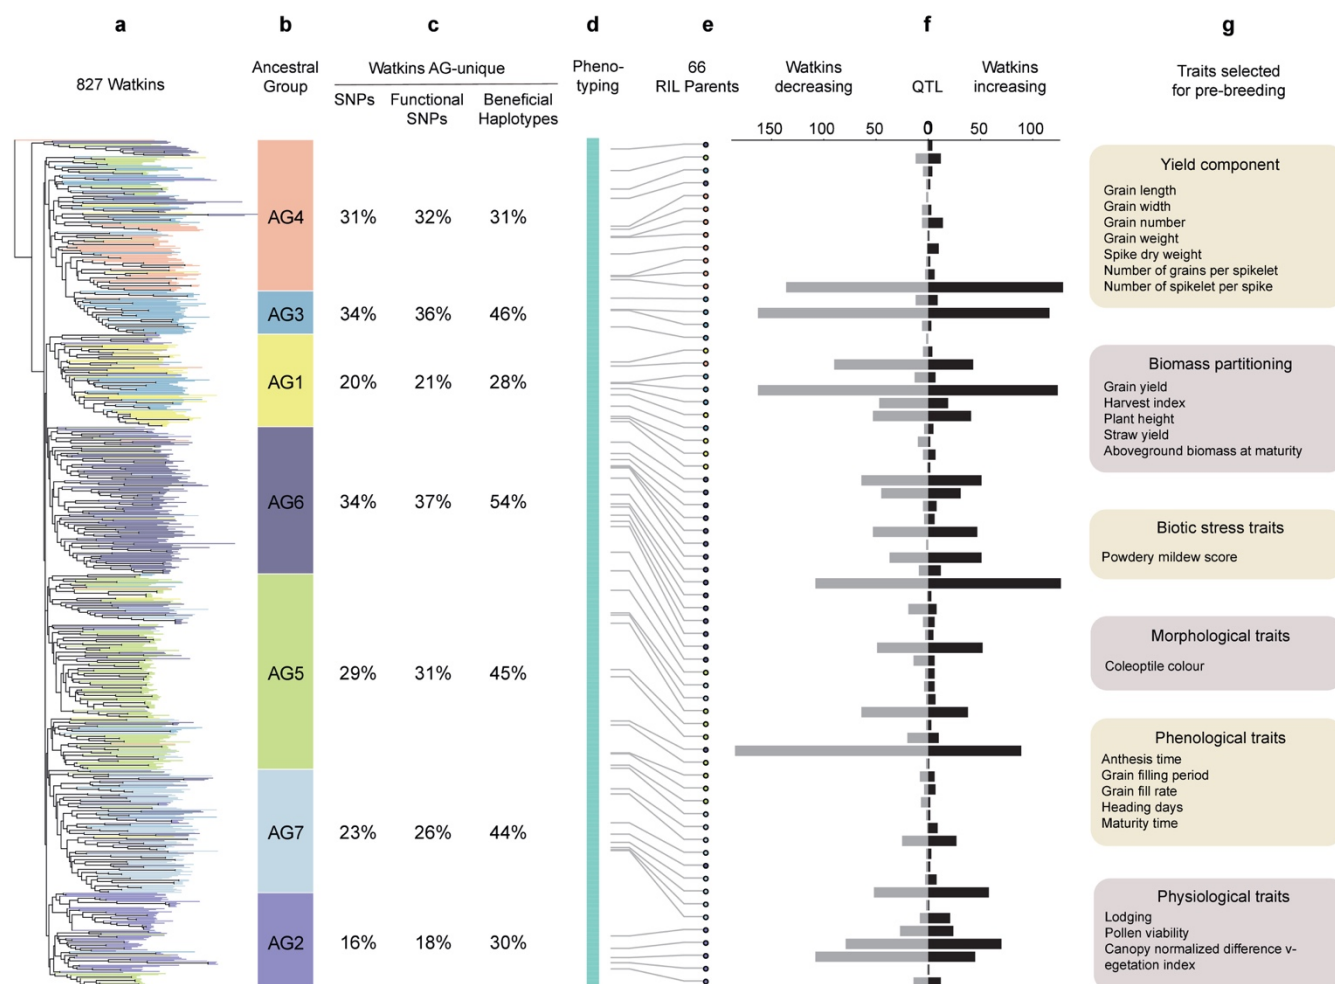 a b c d e f g
827 Watkins
Ancestral
Group
Watkins AG-unique
SNPs
Functional
SNPs
Beneficial
Haplotypes
Pheno-
typing
66
RIL Parents
Watkins
decreasing
QTL
Watkins
increasing
Traits selected
for pre-breeding
150 100 50 0 0 50 100
AG4 31% 32% 31%
AG3 34% 36% 46%
AG1 20% 21% 28%
AG6 34% 37% 54%
AG5 29% 31% 45%
AG7 23% 26% 44%
AG2 16% 18% 30%
Yield component
Grain length
Grain width
Grain number
Grain weight
Spike dry weight
Number of grains per spikelet
Number of spikelet per spike
Biomass partitioning
Grain yield
Harvest index
Plant height
Straw yield
Aboveground biomass at maturity
Biotic stress traits
Powdery mildew score
Morphological traits
Coleoptile colour
Phenological traits
Anthesis time
Grain filling period
Grain fill rate
Heading days
Maturity time
Physiological traits
Lodging
Pollen viability
Canopy normalized difference v-
egetation index